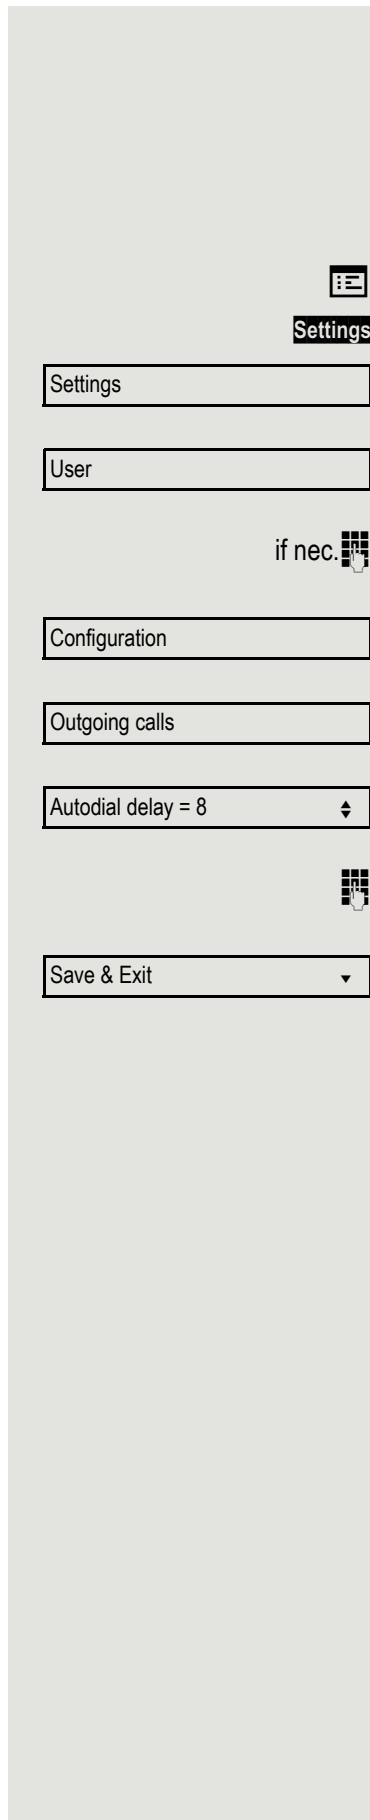 Settings
Settings
User
if nec.
Configuration
Outgoing calls
Autodial delay = 8
Save & Exit